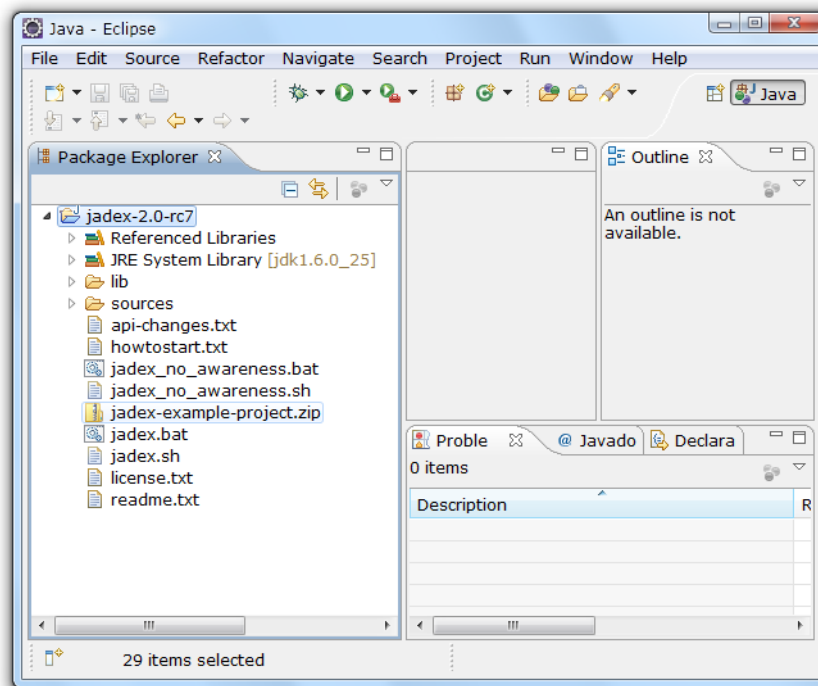 Java - Eclipse
File Edit Source Refactor Navigate Search Project Run Window Help
Java
Package Explorer
jadex-2.0-rc7
Referenced Libraries
JRE System Library [jdk1.6.0_25]
lib
sources
api-changes.txt
howtostart.txt
jadex_no_awareness.bat
jadex_no_awareness.sh
jadex-example-project.zip
jadex.bat
jadex.sh
license.txt
readme.txt
Outline
An outline is not
available.
Proble @ Javado Declara
0 items
Description R
29 items selected